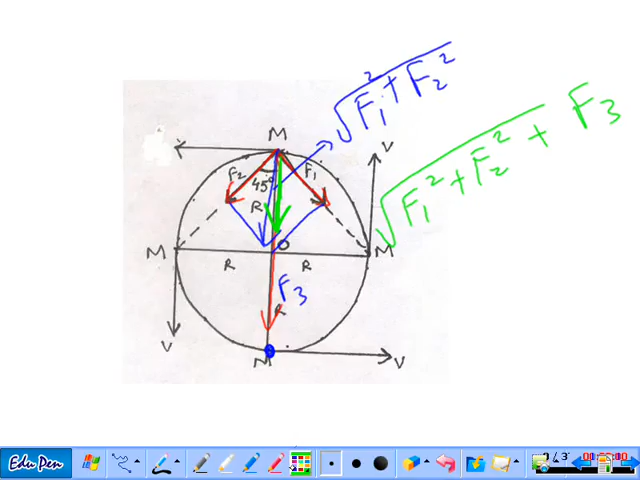 √F₁² + F₂²
√F₁² + F₂² + F₃
M
V
F₂
F₁
45°
R
M
O
M
R
R
F₃
R
V
M
V
Edu Pen